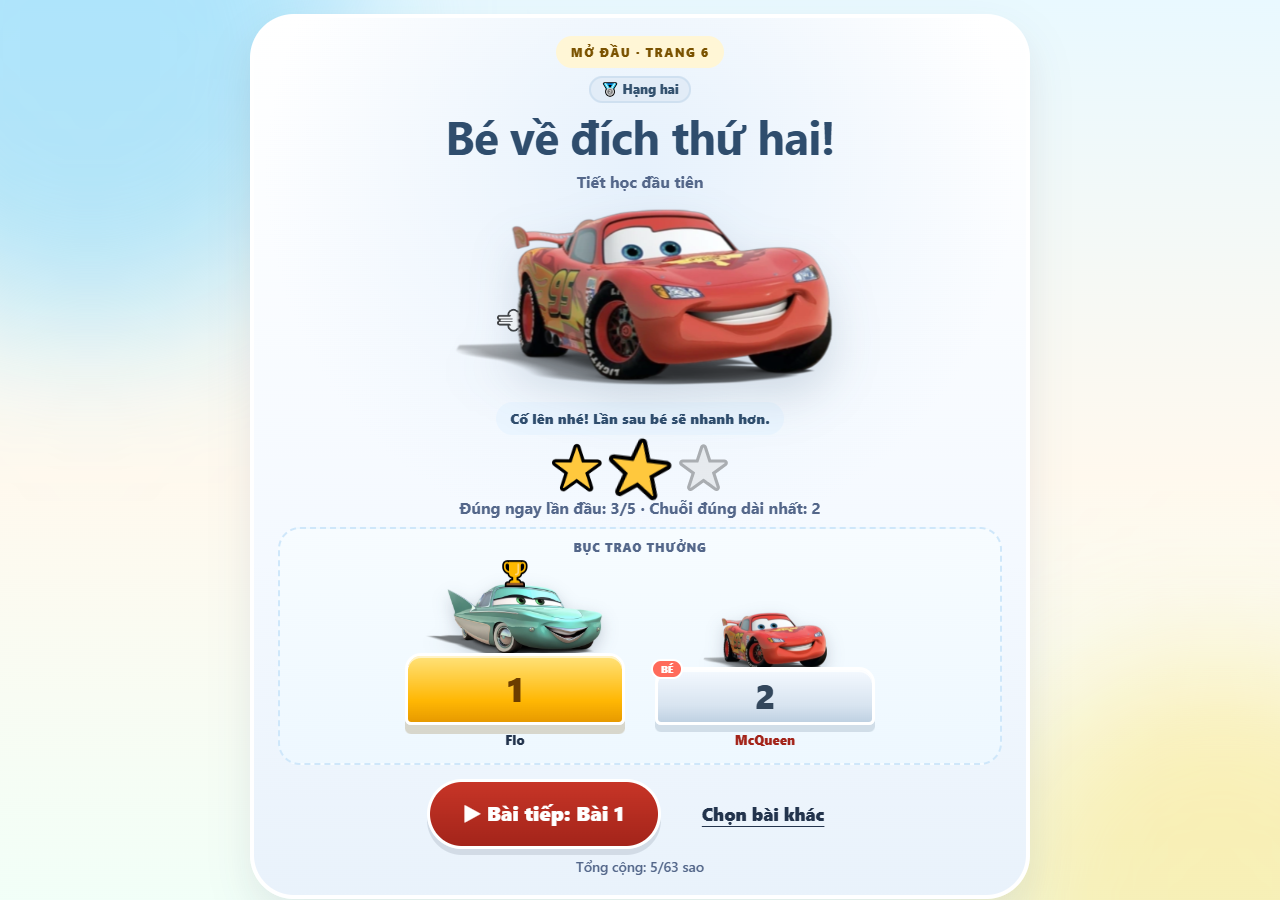 MỞ ĐẦU · TRANG 6
Hạng hai
Bé về đích thứ hai!
Tiết học đầu tiên
95
LIGHTYEAR
Cố lên nhé! Lần sau bé sẽ nhanh hơn.
Đúng ngay lần đầu: 3/5 · Chuỗi đúng dài nhất: 2
BỤC TRAO THƯỞNG
1
Flo
BÉ
2
McQueen
▶ Bài tiếp: Bài 1
Chọn bài khác
Tổng cộng: 5/63 sao